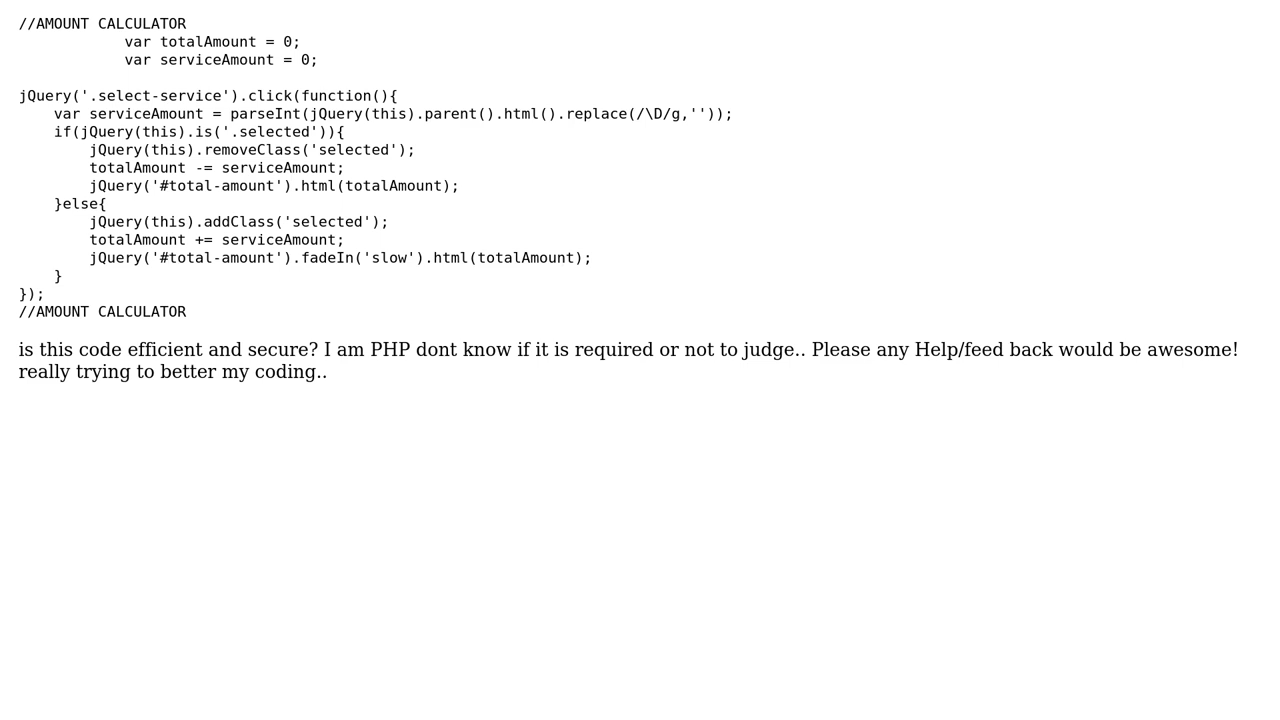 //AMOUNT CALCULATOR
            var totalAmount = 0;
            var serviceAmount = 0;

jQuery('.select-service').click(function(){
    var serviceAmount = parseInt(jQuery(this).parent().html().replace(/\D/g,''));
    if(jQuery(this).is('.selected')){
        jQuery(this).removeClass('selected');
        totalAmount -= serviceAmount;
        jQuery('#total-amount').html(totalAmount);
    }else{
        jQuery(this).addClass('selected');
        totalAmount += serviceAmount;
        jQuery('#total-amount').fadeIn('slow').html(totalAmount);
    }
});
//AMOUNT CALCULATOR
is this code efficient and secure? I am PHP dont know if it is required or not to judge.. Please any Help/feed back would be awesome!
really trying to better my coding..